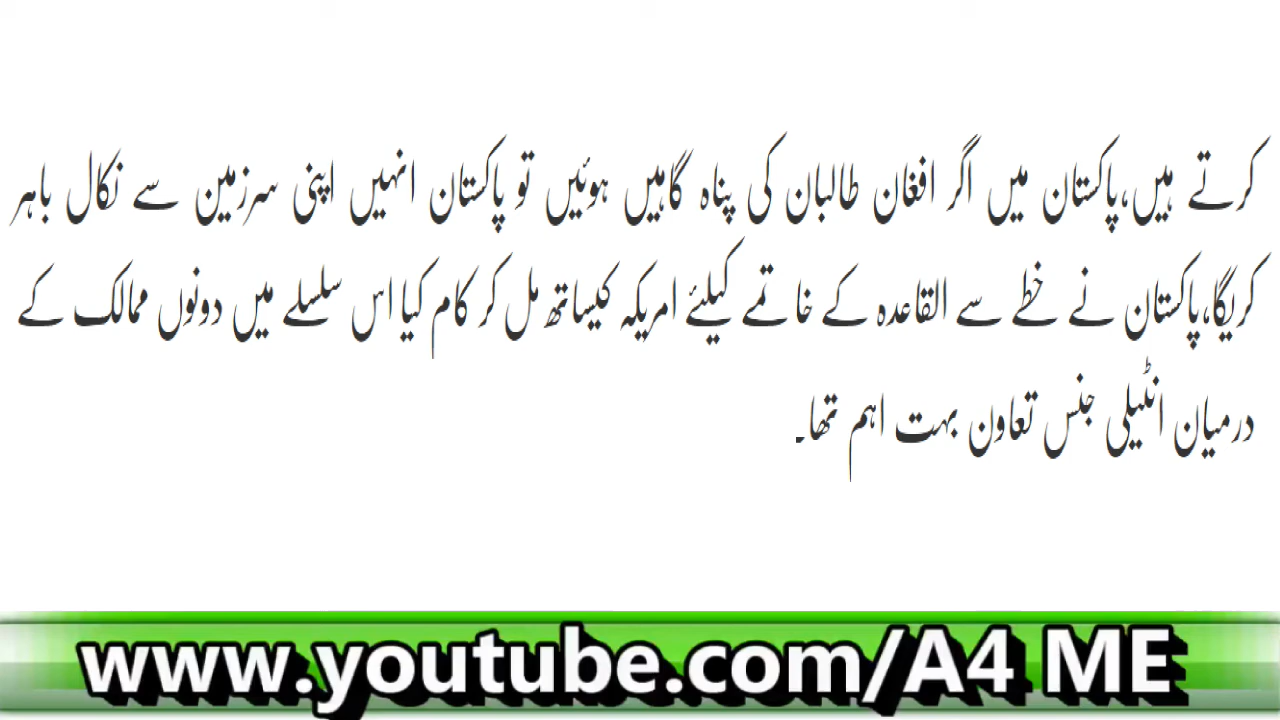 کرتے ہیں،پاکستان میں اگر افغان طالبان کی پناہ گاہیں ہوئیں تو پاکستان انہیں اپنی سرزمین سے نکال باہر
کریگا،پاکستان نے خطے سے القاعدہ کے خاتمے کیلئے امریکہ کیساتھ مل کر کام کیا اس سلسلے میں دونوں ممالک کے
درمیان انٹیلی جنس تعاون بہت اہم تھا۔
www.youtube.com/A4 ME